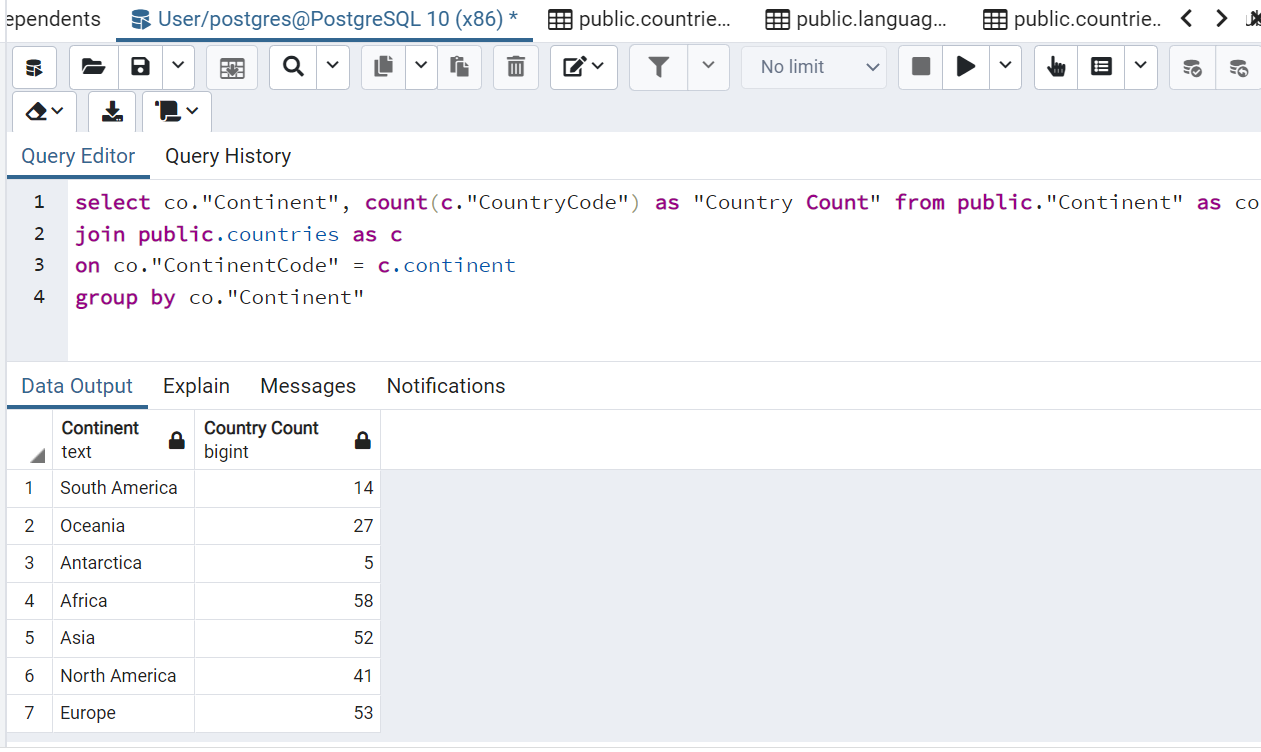 ependents User/postgres@PostgreSQL 10 (x86) * public.countrie... public.languag... public.countrie..
No limit
Query Editor Query History
1 select co."Continent", count(c."CountryCode") as "Country Count" from public."Continent" as co
2 join public.countries as c
3 on co."ContinentCode" = c.continent
4 group by co."Continent"
Data Output Explain Messages Notifications
Continent Country Count
text bigint
1 South America 14
2 Oceania 27
3 Antarctica 5
4 Africa 58
5 Asia 52
6 North America 41
7 Europe 53